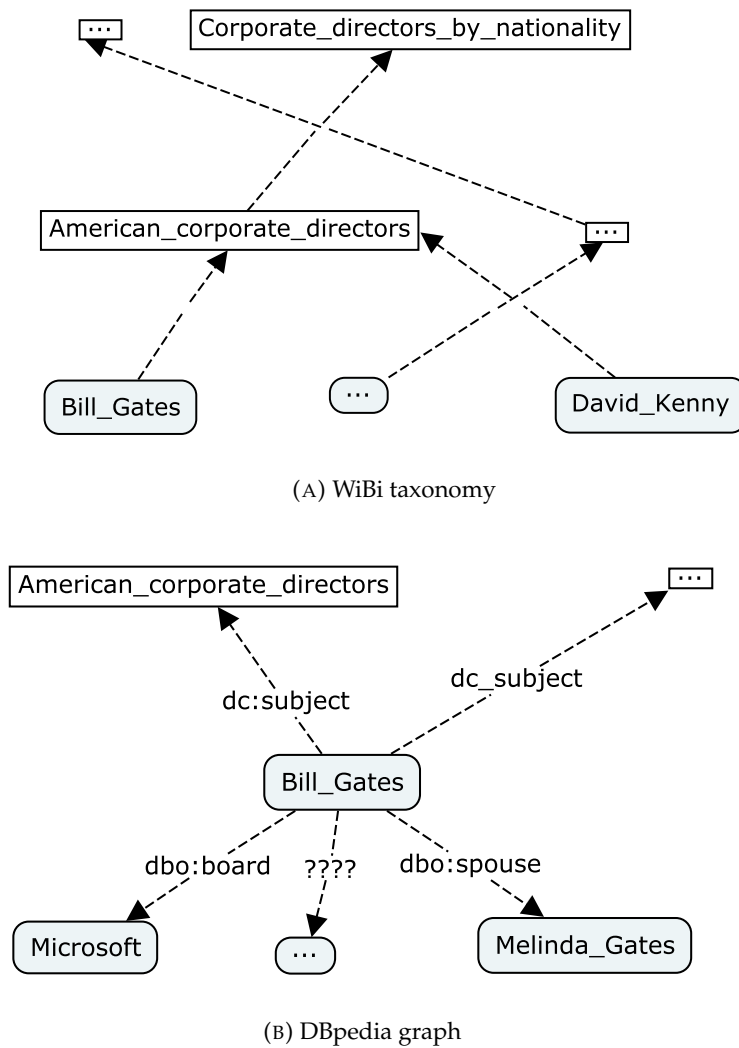 ...
Corporate_directors_by_nationality
American_corporate_directors
...
Bill_Gates
...
David_Kenny
(A) WiBi taxonomy
American_corporate_directors
...
dc:subject
dc_subject
Bill_Gates
dbo:board
????
dbo:spouse
Microsoft
...
Melinda_Gates
(B) DBpedia graph